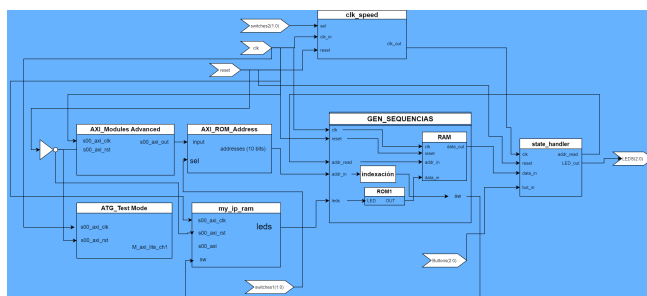 clk_speed
switches2(1:0)
sel
clk
clk_in
clk_out
reset
reset
GEN_SEQUENCIAS
AXI_Modules Advanced
AXI_ROM_Address
clk
RAM
s00_axi_clk
s00_axi_out
input
reset
clk
data_out
state_handler
s00_axi_rst
addresses (10 bits)
reset
clk
addr_read
sel
addr_read
addr_in
reset
LED_out
LEDS(2:0)
addr_in
indexación
data_in
data_in
ROM1
but_in
ATG_Test Mode
my_ip_ram
leds
LED OUT
sw
s00_axi_clk
s00_axi_clk
leds
s00_axi_rst
s00_axi_rst
M_axi_lite_ch1
s00_axi
sw
Buttons(2:0)
switches1(1:0)